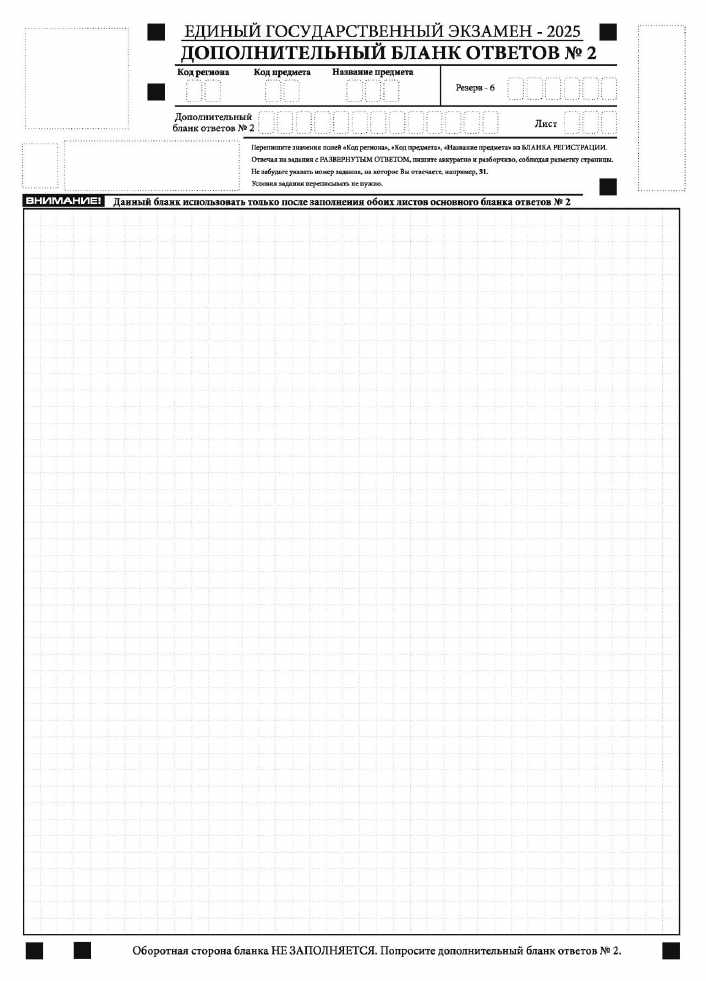 ЕДИНЫЙ ГОСУДАРСТВЕННЫЙ ЭКЗАМЕН - 2025
ДОПОЛНИТЕЛЬНЫЙ БЛАНК ОТВЕТОВ № 2
Код региона Код предмета Название предмета
Резерв - 6
Дополнительный
бланк ответов № 2
Лист
Перепишите значения полей «Код региона», «Код предмета», «Название предмета» из БЛАНКА РЕГИСТРАЦИИ.
Отвечая на задания с РАЗВЕРНУТЫМ ОТВЕТОМ, пишите аккуратно и разборчиво, соблюдая разметку страницы.
Не забудьте указать номер задания, на которое Вы отвечаете, например, 31.
Условия задания переписывать не нужно.
ВНИМАНИЕ! Данный бланк использовать только после заполнения обоих листов основного бланка ответов № 2
Оборотная сторона бланка НЕ ЗАПОЛНЯЕТСЯ. Попросите дополнительный бланк ответов № 2.